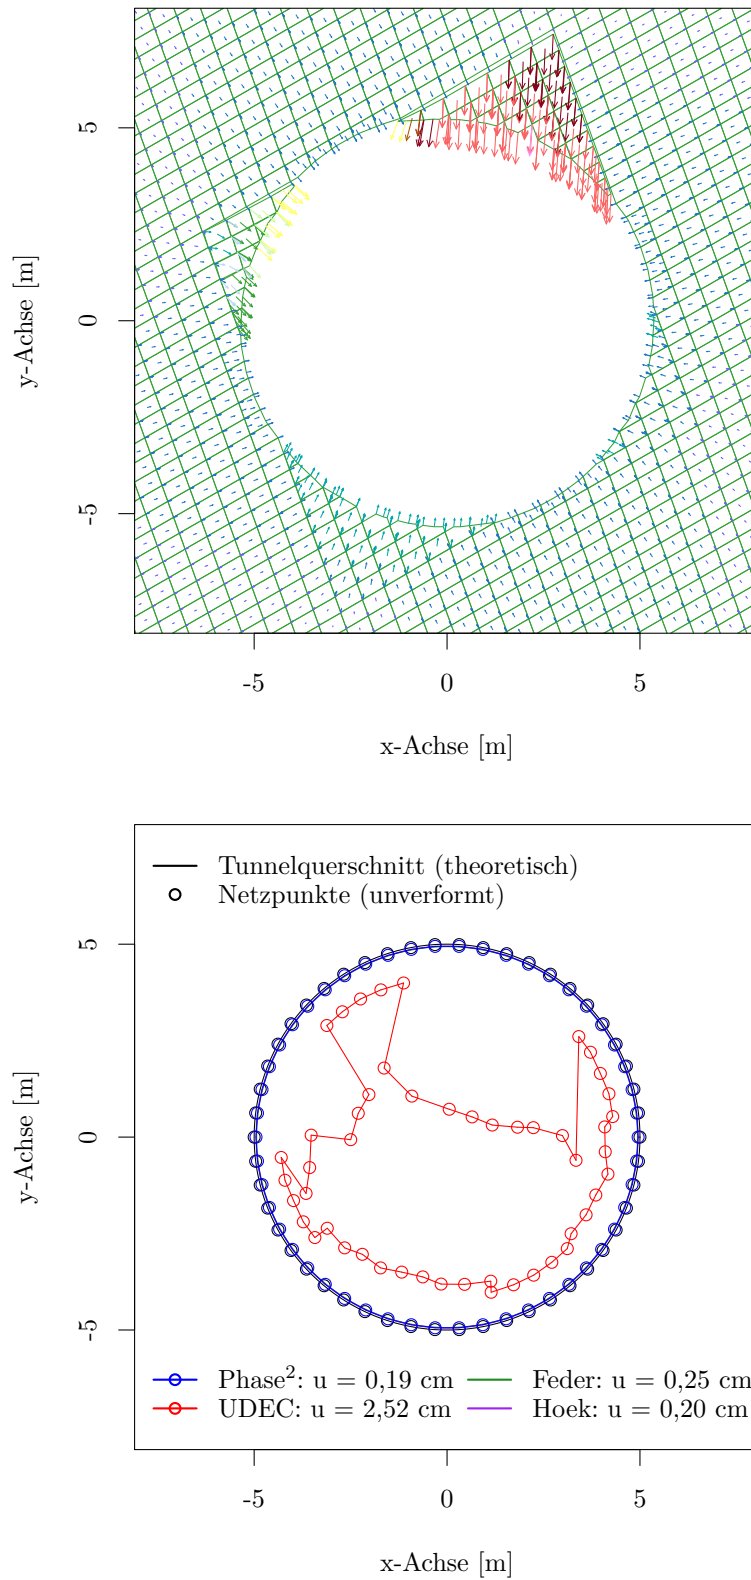 5
0
-5
y-Achse [m]
-5 0 5
x-Achse [m]
Tunnelquerschnitt (theoretisch)
Netzpunkte (unverformt)
5
0
-5
y-Achse [m]
Phase²: u = 0,19 cm Feder: u = 0,25 cm
UDEC: u = 2,52 cm Hoek: u = 0,20 cm
-5 0 5
x-Achse [m]